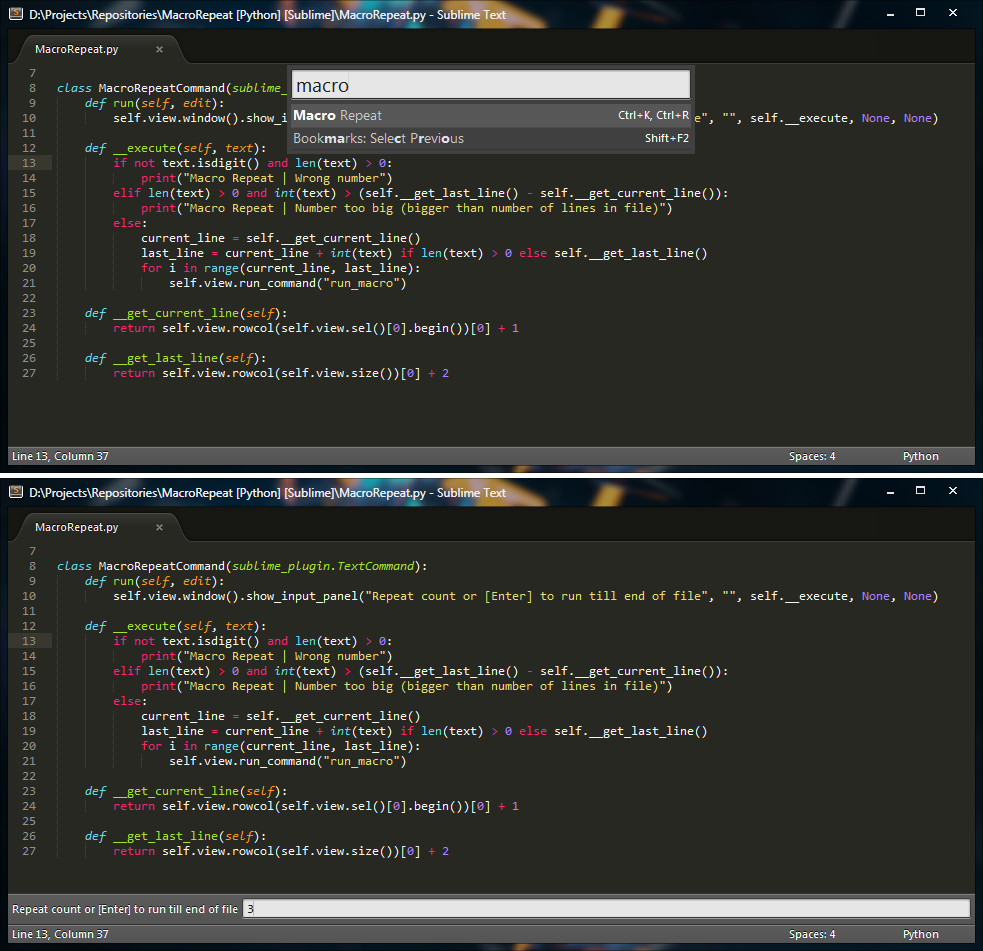 D:\Projects\Repositories\MacroRepeat [Python] [Sublime]\MacroRepeat.py - Sublime Text
MacroRepeat.py ×
macro
Macro Repeat Ctrl+K, Ctrl+R
Bookmarks: Select Previous Shift+F2
7
8 class MacroRepeatCommand(sublime_
9     def run(self, edit):
10         self.view.window().show_i e", "", self.__execute, None, None)
11
12     def __execute(self, text):
13         if not text.isdigit() and len(text) > 0:
14             print("Macro Repeat | Wrong number")
15         elif len(text) > 0 and int(text) > (self.__get_last_line() - self.__get_current_line()):
16             print("Macro Repeat | Number too big (bigger than number of lines in file)")
17         else:
18             current_line = self.__get_current_line()
19             last_line = current_line + int(text) if len(text) > 0 else self.__get_last_line()
20             for i in range(current_line, last_line):
21                 self.view.run_command("run_macro")
22
23     def __get_current_line(self):
24         return self.view.rowcol(self.view.sel()[0].begin())[0] + 1
25
26     def __get_last_line(self):
27         return self.view.rowcol(self.view.size())[0] + 2
Line 13, Column 37 Spaces: 4 Python
D:\Projects\Repositories\MacroRepeat [Python] [Sublime]\MacroRepeat.py - Sublime Text
MacroRepeat.py ×
7
8 class MacroRepeatCommand(sublime_plugin.TextCommand):
9     def run(self, edit):
10         self.view.window().show_input_panel("Repeat count or [Enter] to run till end of file", "", self.__execute, None, None)
11
12     def __execute(self, text):
13         if not text.isdigit() and len(text) > 0:
14             print("Macro Repeat | Wrong number")
15         elif len(text) > 0 and int(text) > (self.__get_last_line() - self.__get_current_line()):
16             print("Macro Repeat | Number too big (bigger than number of lines in file)")
17         else:
18             current_line = self.__get_current_line()
19             last_line = current_line + int(text) if len(text) > 0 else self.__get_last_line()
20             for i in range(current_line, last_line):
21                 self.view.run_command("run_macro")
22
23     def __get_current_line(self):
24         return self.view.rowcol(self.view.sel()[0].begin())[0] + 1
25
26     def __get_last_line(self):
27         return self.view.rowcol(self.view.size())[0] + 2
Repeat count or [Enter] to run till end of file 3
Line 13, Column 37 Spaces: 4 Python